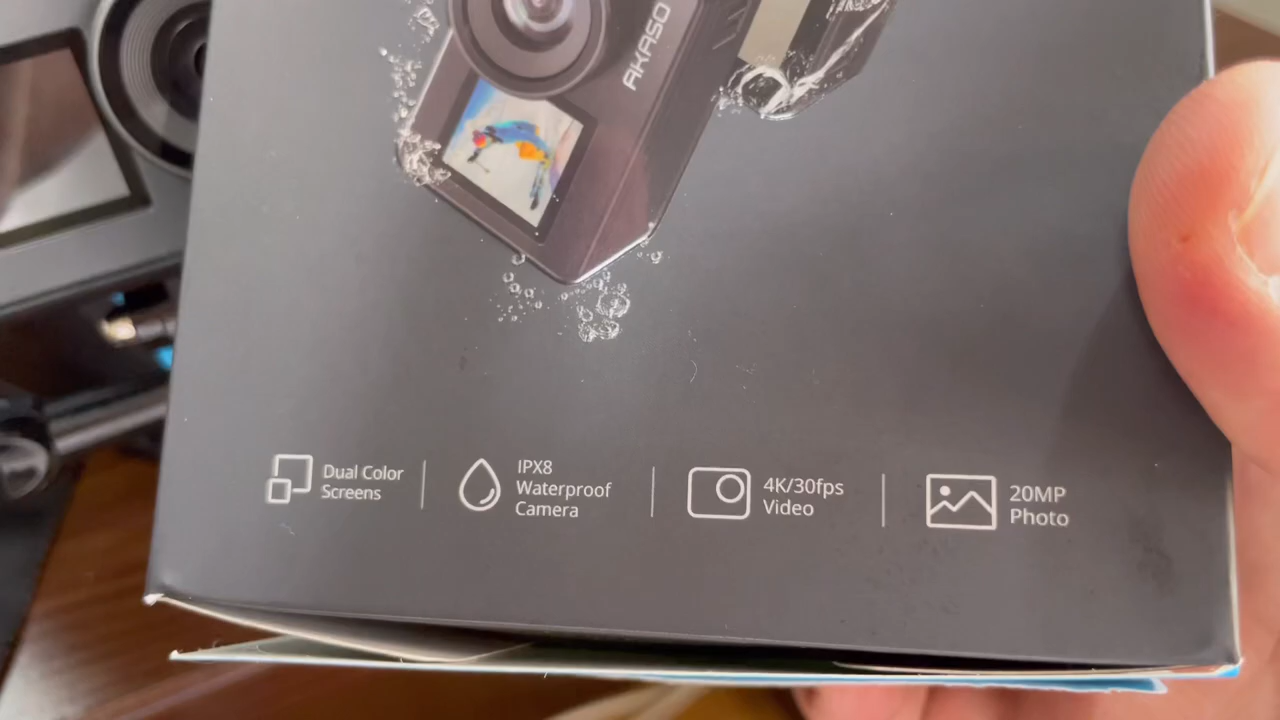 AKASO
Dual Color
Screens
IPX8
Waterproof
Camera
4K/30fps
Video
20MP
Photo